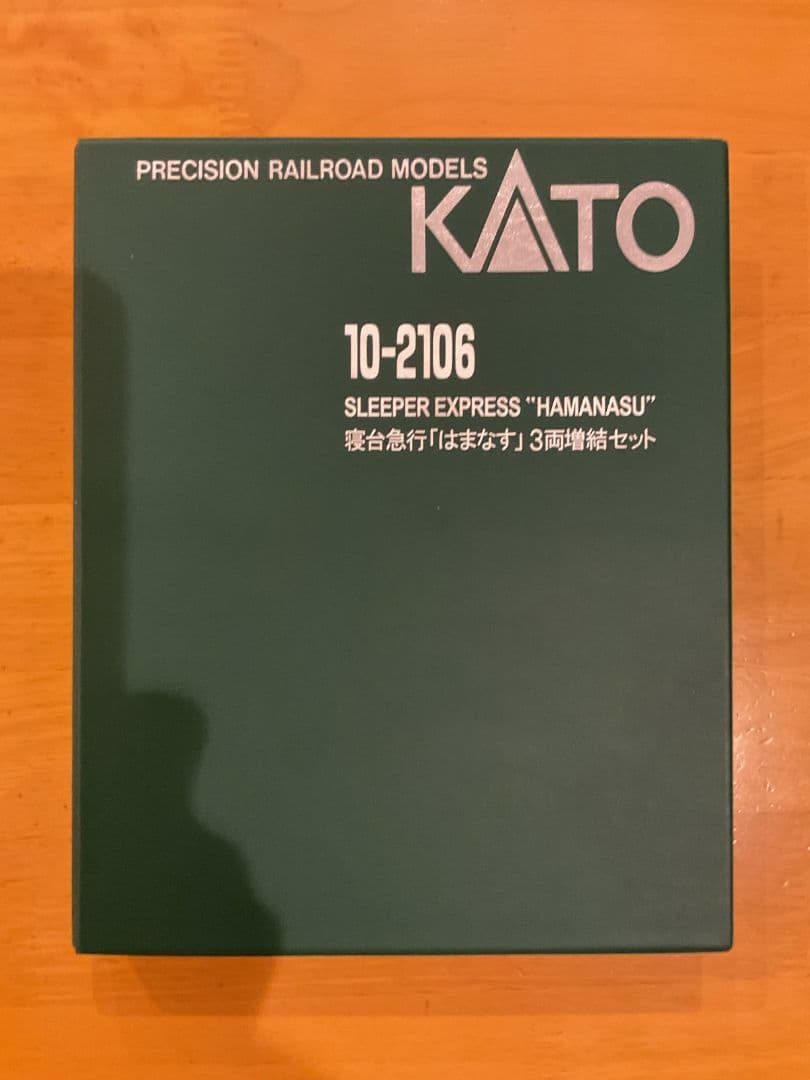 PRECISION RAILROAD MODELS
KATO
10-2106
SLEEPER EXPRESS "HAMANASU"
寝台急行「はまなす」3両増結セット